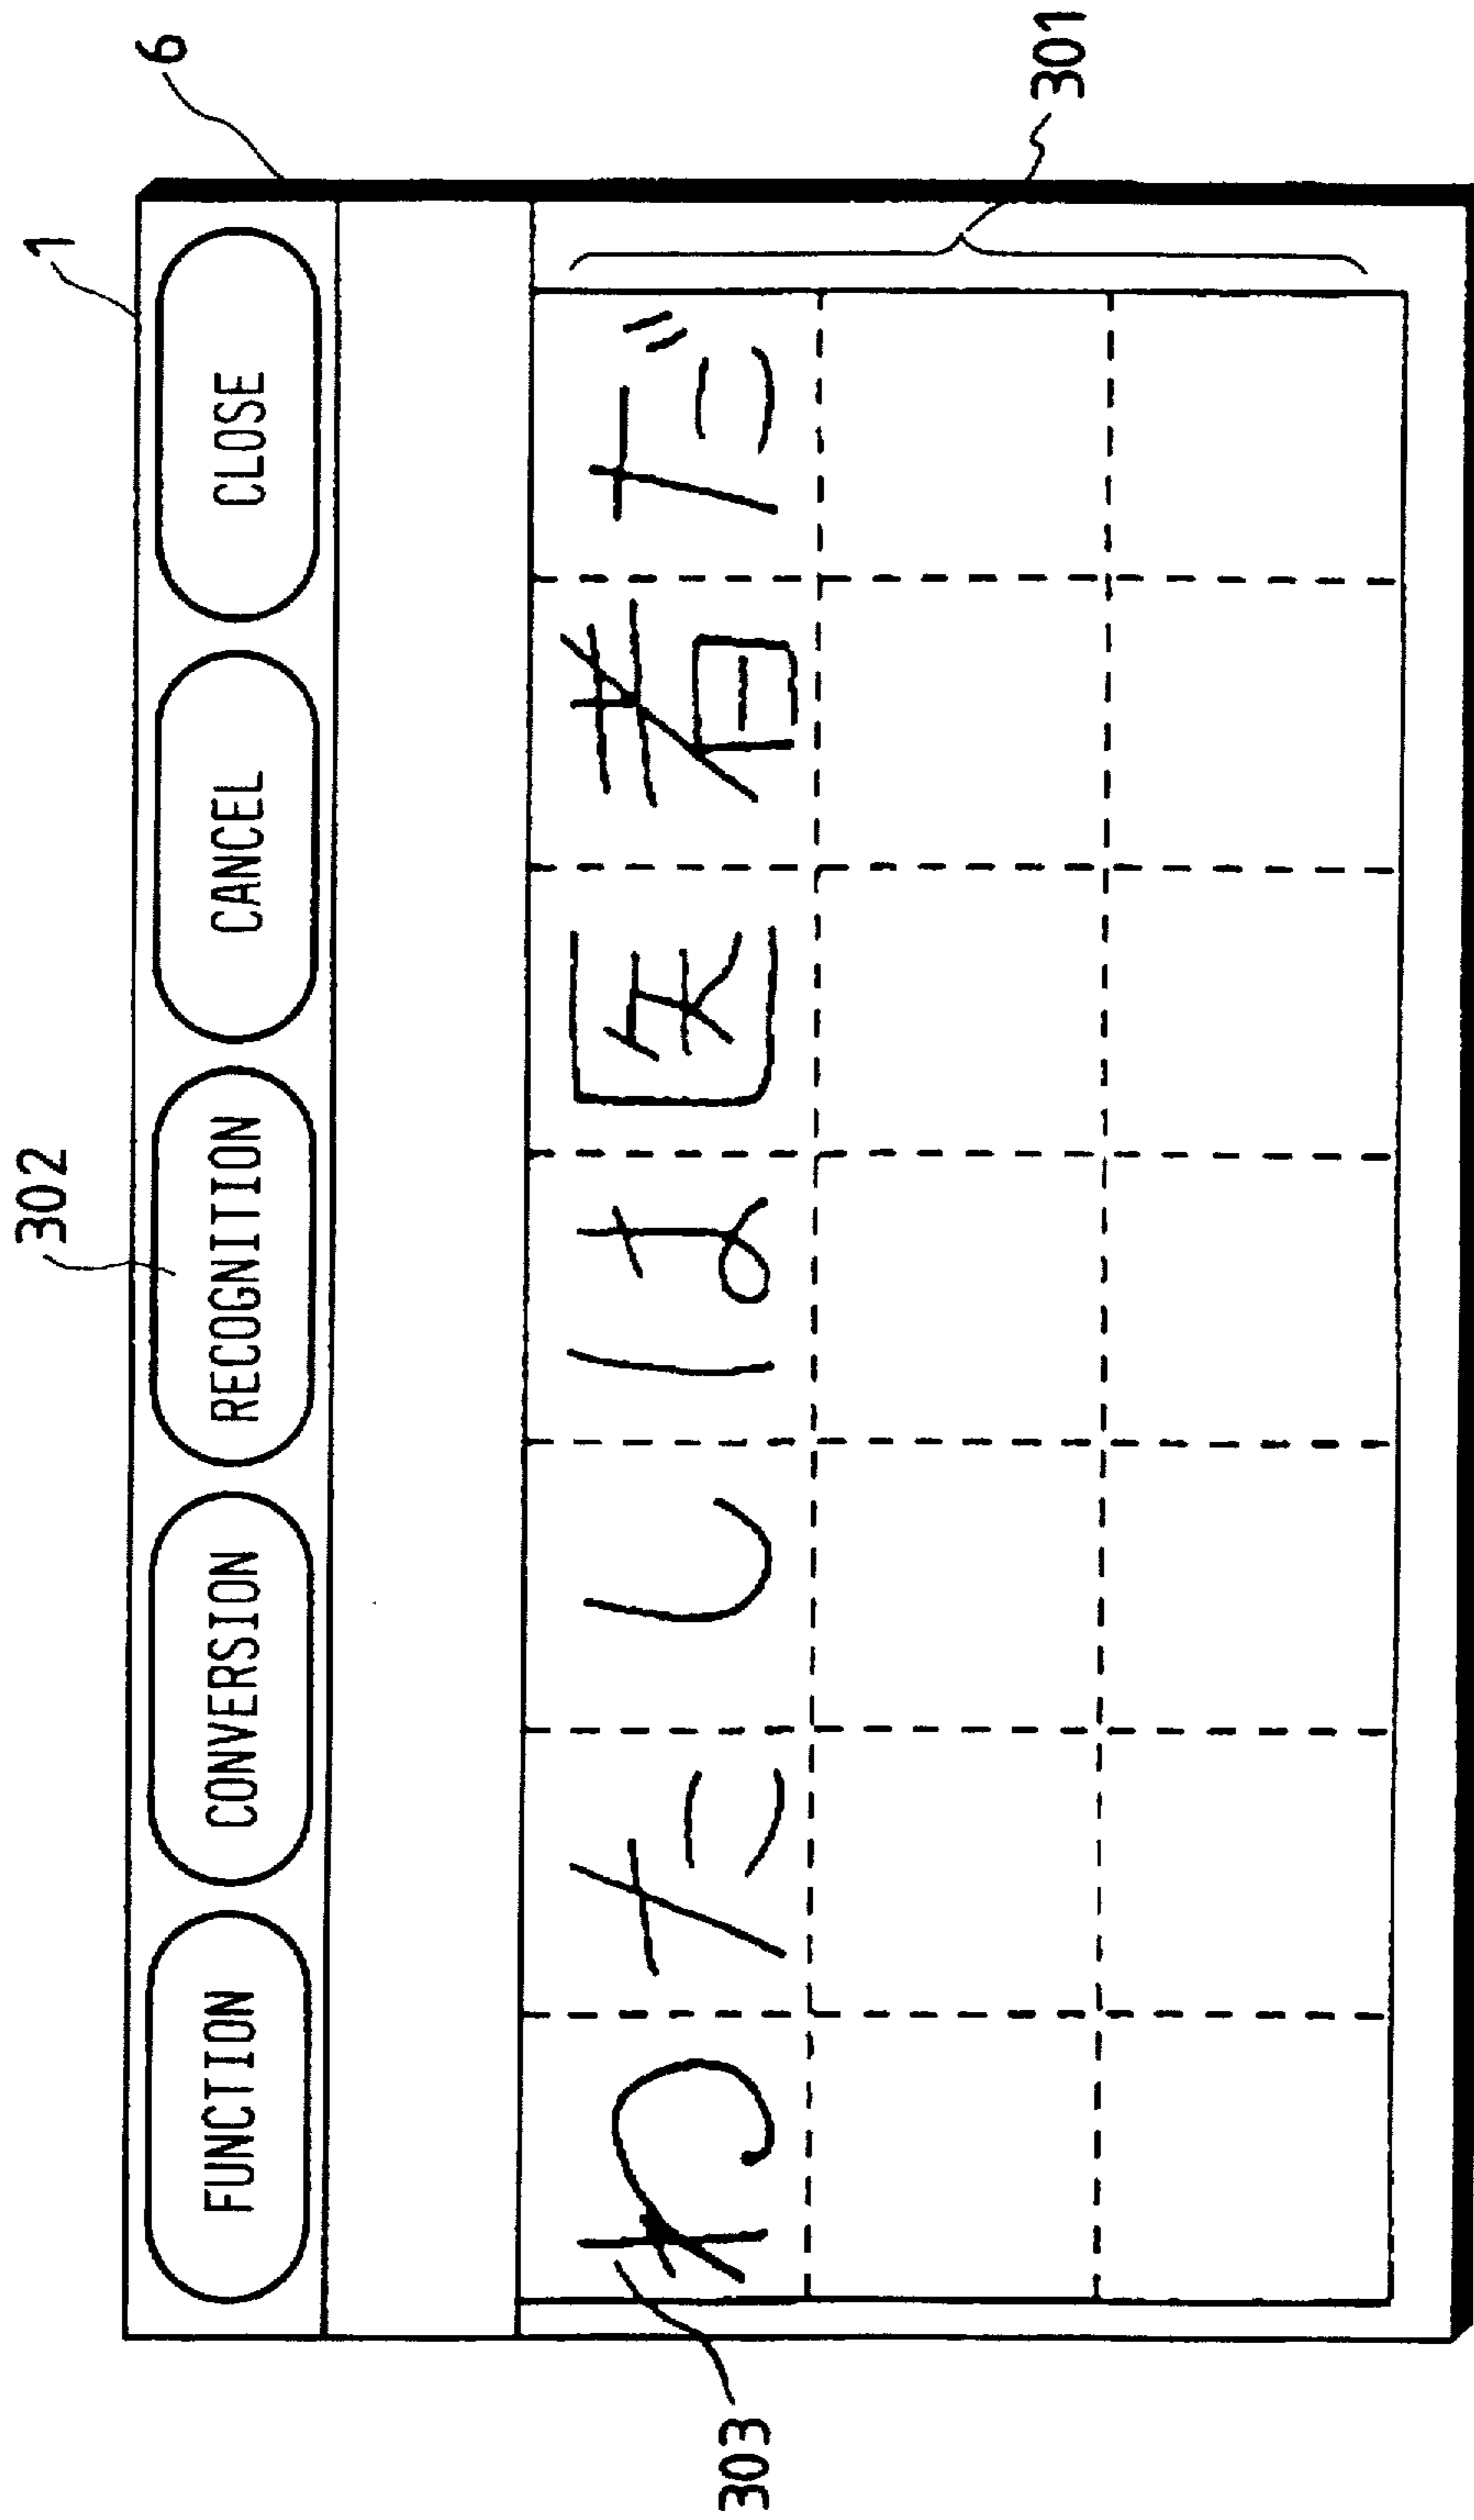 302
1
6
FUNCTION CONVERSION RECOGNITION CANCEL CLOSE
303
わたしは医者だ
301